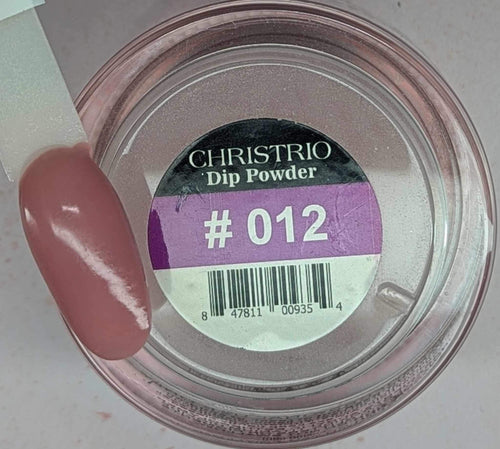 CHRISTRIO
Dip Powder
# 012
8 47811 00935 4